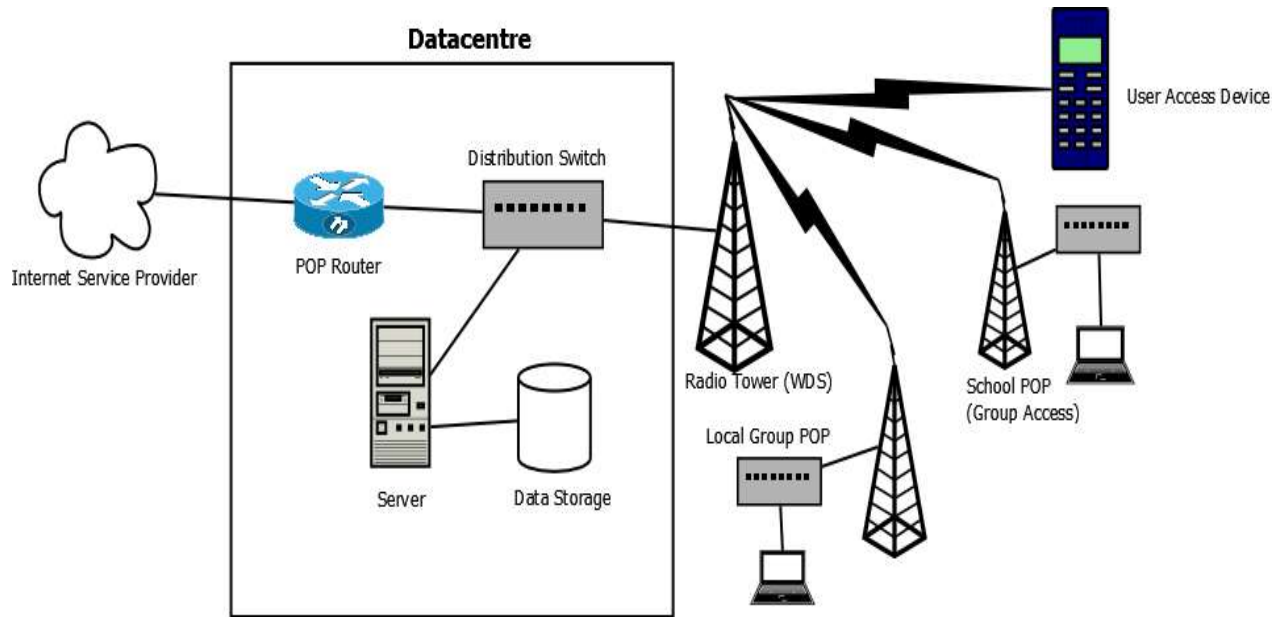 Datacentre
User Access Device
Distribution Switch
Internet Service Provider
POP Router
Radio Tower (WDS)
School POP
(Group Access)
Local Group POP
Server
Data Storage